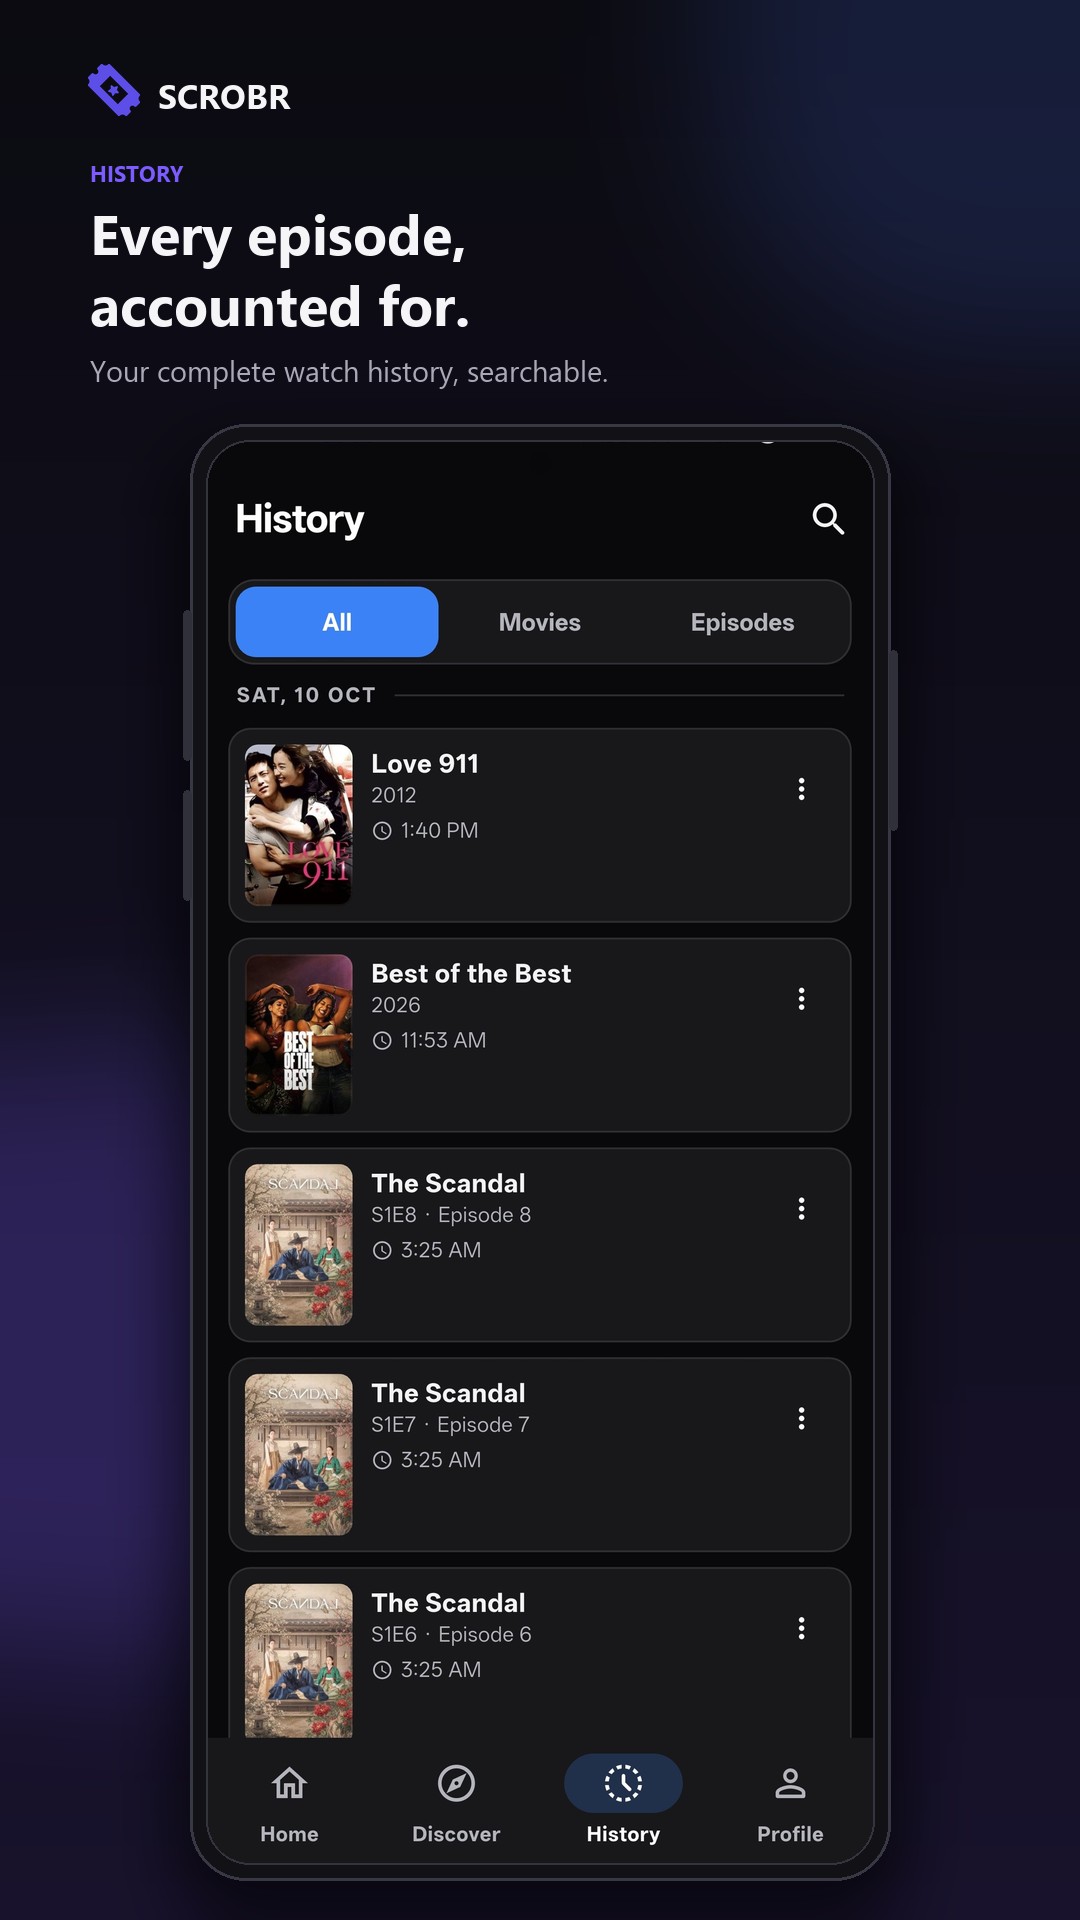 SCROBR
HISTORY
Every episode,
accounted for.
Your complete watch history, searchable.
History
All
Movies
Episodes
SAT, 10 OCT
LOVE
911
Love 911
2012
1:40 PM
BEST
OF THE
BEST
Best of the Best
2026
11:53 AM
SCANDAL
The Scandal
S1E8 · Episode 8
3:25 AM
SCANDAL
The Scandal
S1E7 · Episode 7
3:25 AM
SCANDAL
The Scandal
S1E6 · Episode 6
3:25 AM
Home
Discover
History
Profile